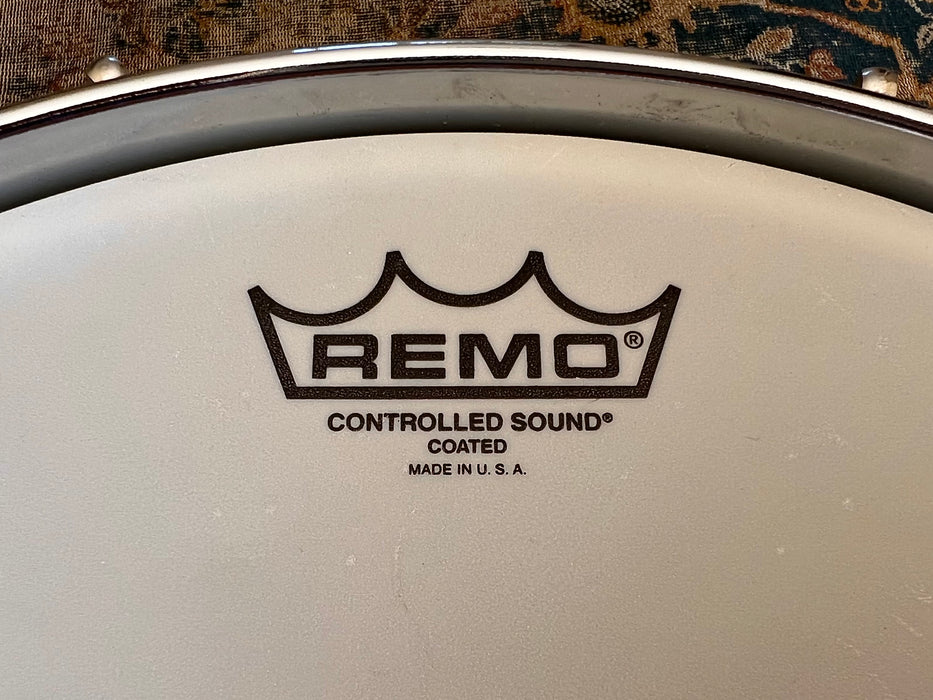 REMO®
CONTROLLED SOUND®
COATED
MADE IN U. S. A.